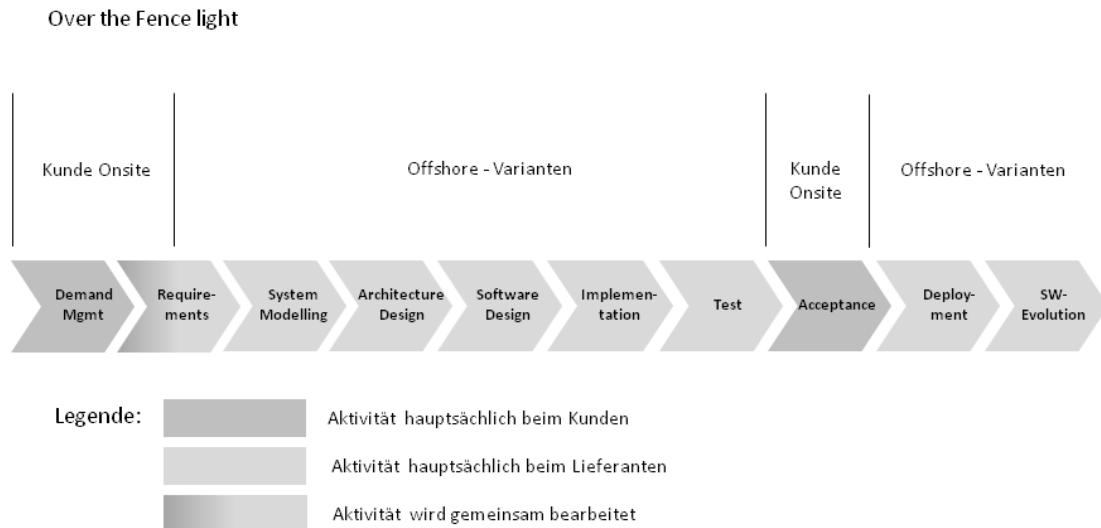 Over the Fence light
Kunde Onsite
Offshore - Varianten
Kunde
Onsite
Offshore - Varianten
Demand
Mgmt
Require-
ments
System
Modelling
Architecture
Design
Software
Design
Implemen-
tation
Test
Acceptance
Deploy-
ment
SW-
Evolution
Legende:
Aktivität hauptsächlich beim Kunden
Aktivität hauptsächlich beim Lieferanten
Aktivität wird gemeinsam bearbeitet